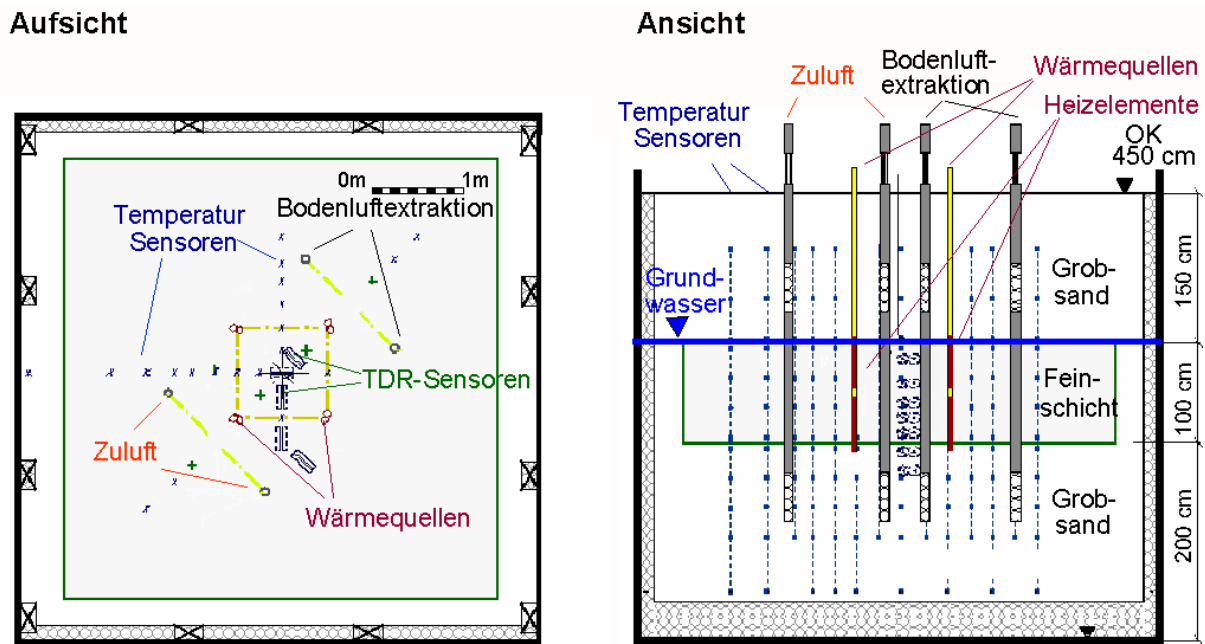 Aufsicht
0m
1m
Bodenluftextraktion
Temperatur
Sensoren
TDR-Sensoren
Zuluft
Wärmequellen
Ansicht
Bodenluft-
extraktion
Zuluft
Wärmequellen
Heizelemente
Temperatur
Sensoren
OK
450 cm
Grund-
wasser
Grob-
sand
150 cm
Fein-
schicht
100 cm
Grob-
sand
200 cm